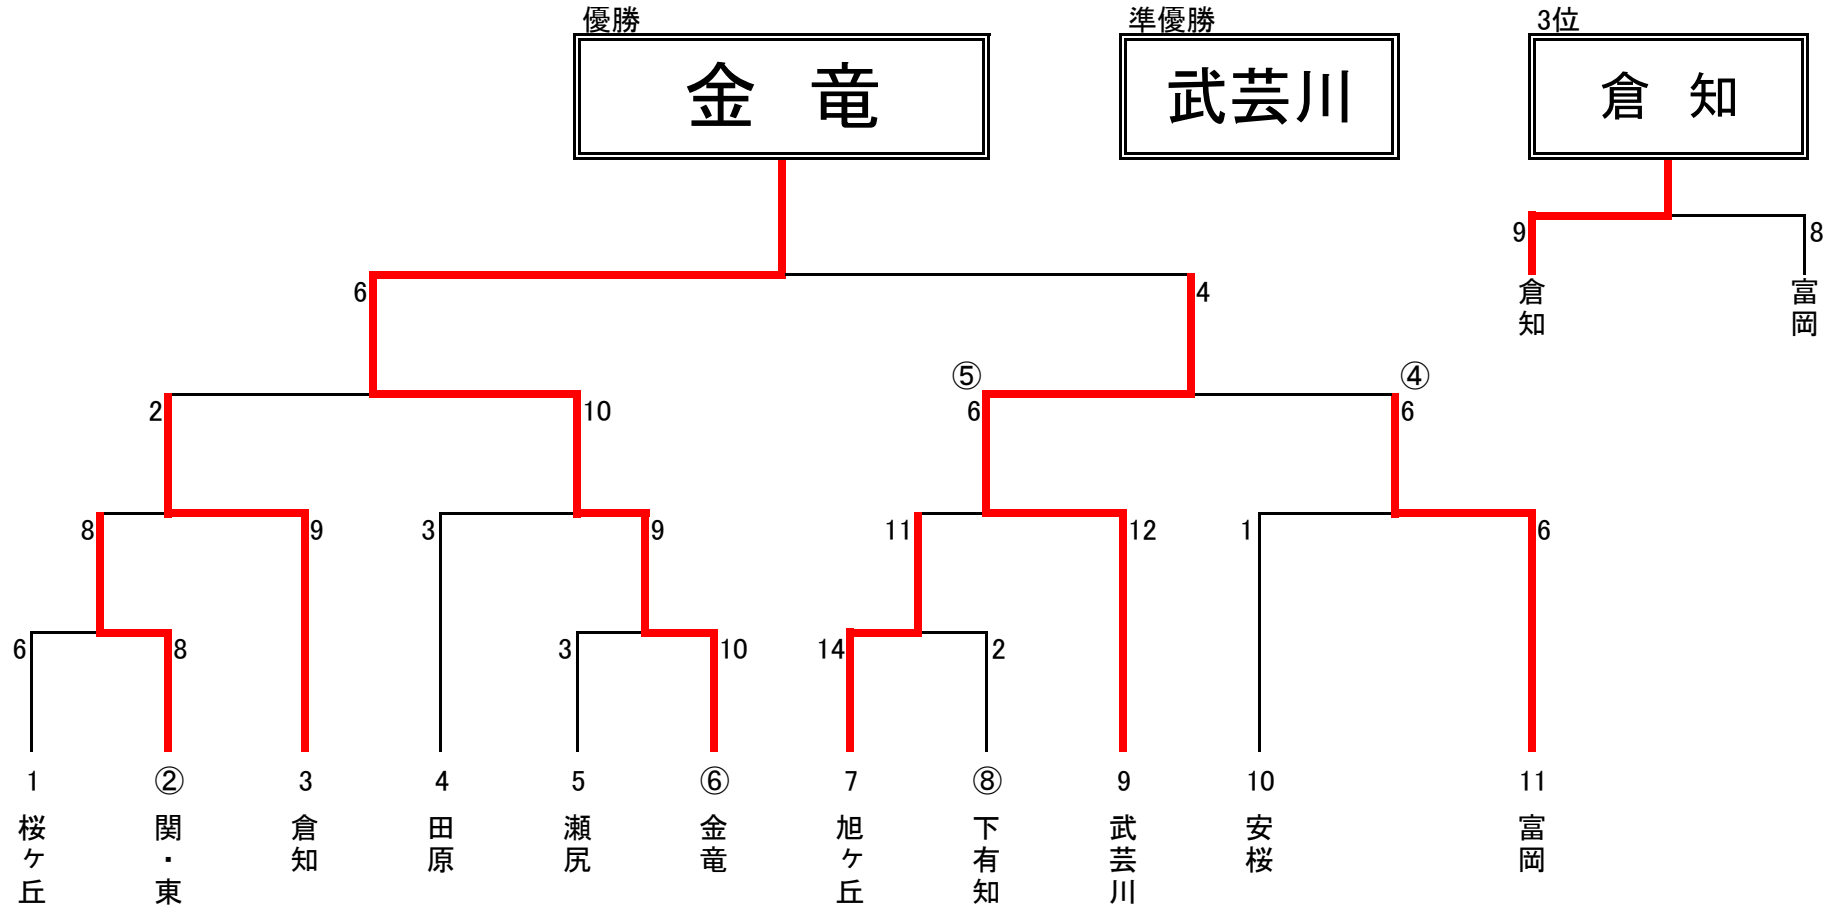 優勝
準優勝
3位
金 竜
武芸川
倉 知
9
8
倉知
富岡
6
4
⑤
④
2
10
6
6
8
9
3
9
11
12
1
6
6
8
3
10
14
2
1
②
3
4
5
⑥
7
⑧
9
10
11
桜ヶ丘
関・東
倉知
田原
瀬尻
金竜
旭ヶ丘
下有知
武芸川
安桜
富岡